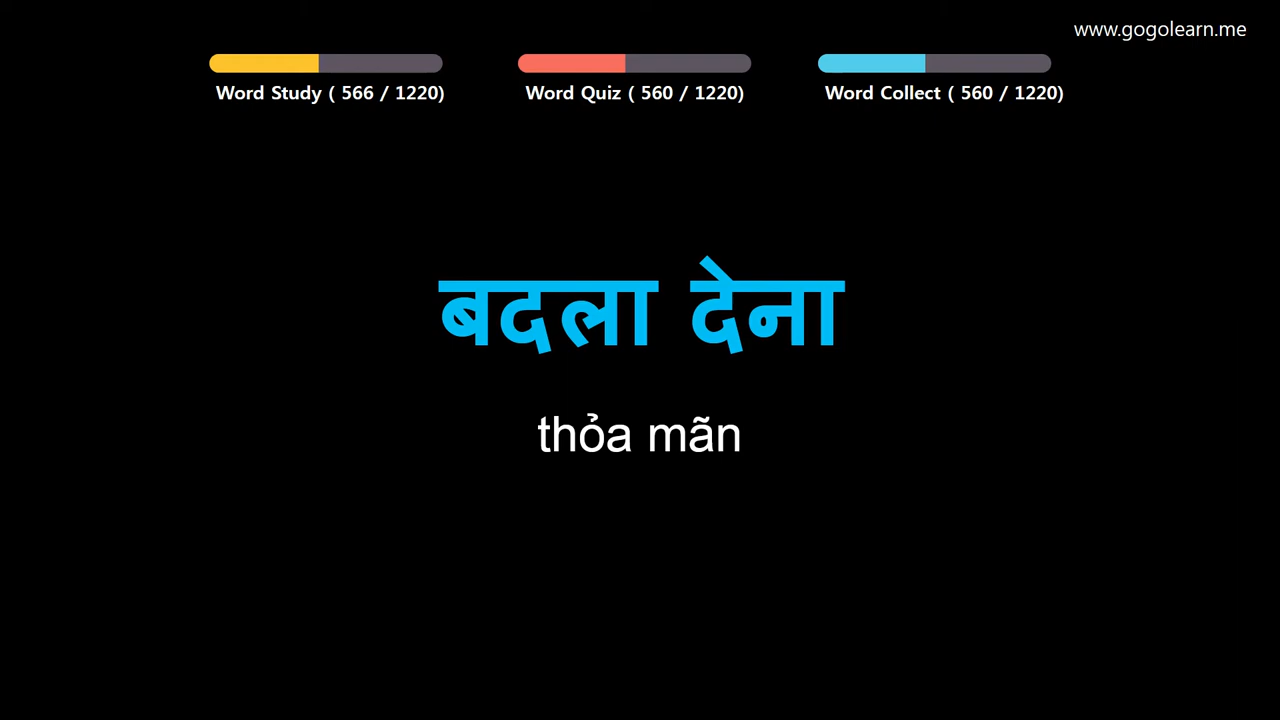 www.gogolearn.me
Word Study ( 566 / 1220)
Word Quiz ( 560 / 1220)
Word Collect ( 560 / 1220)
बदला देना
thỏa mãn